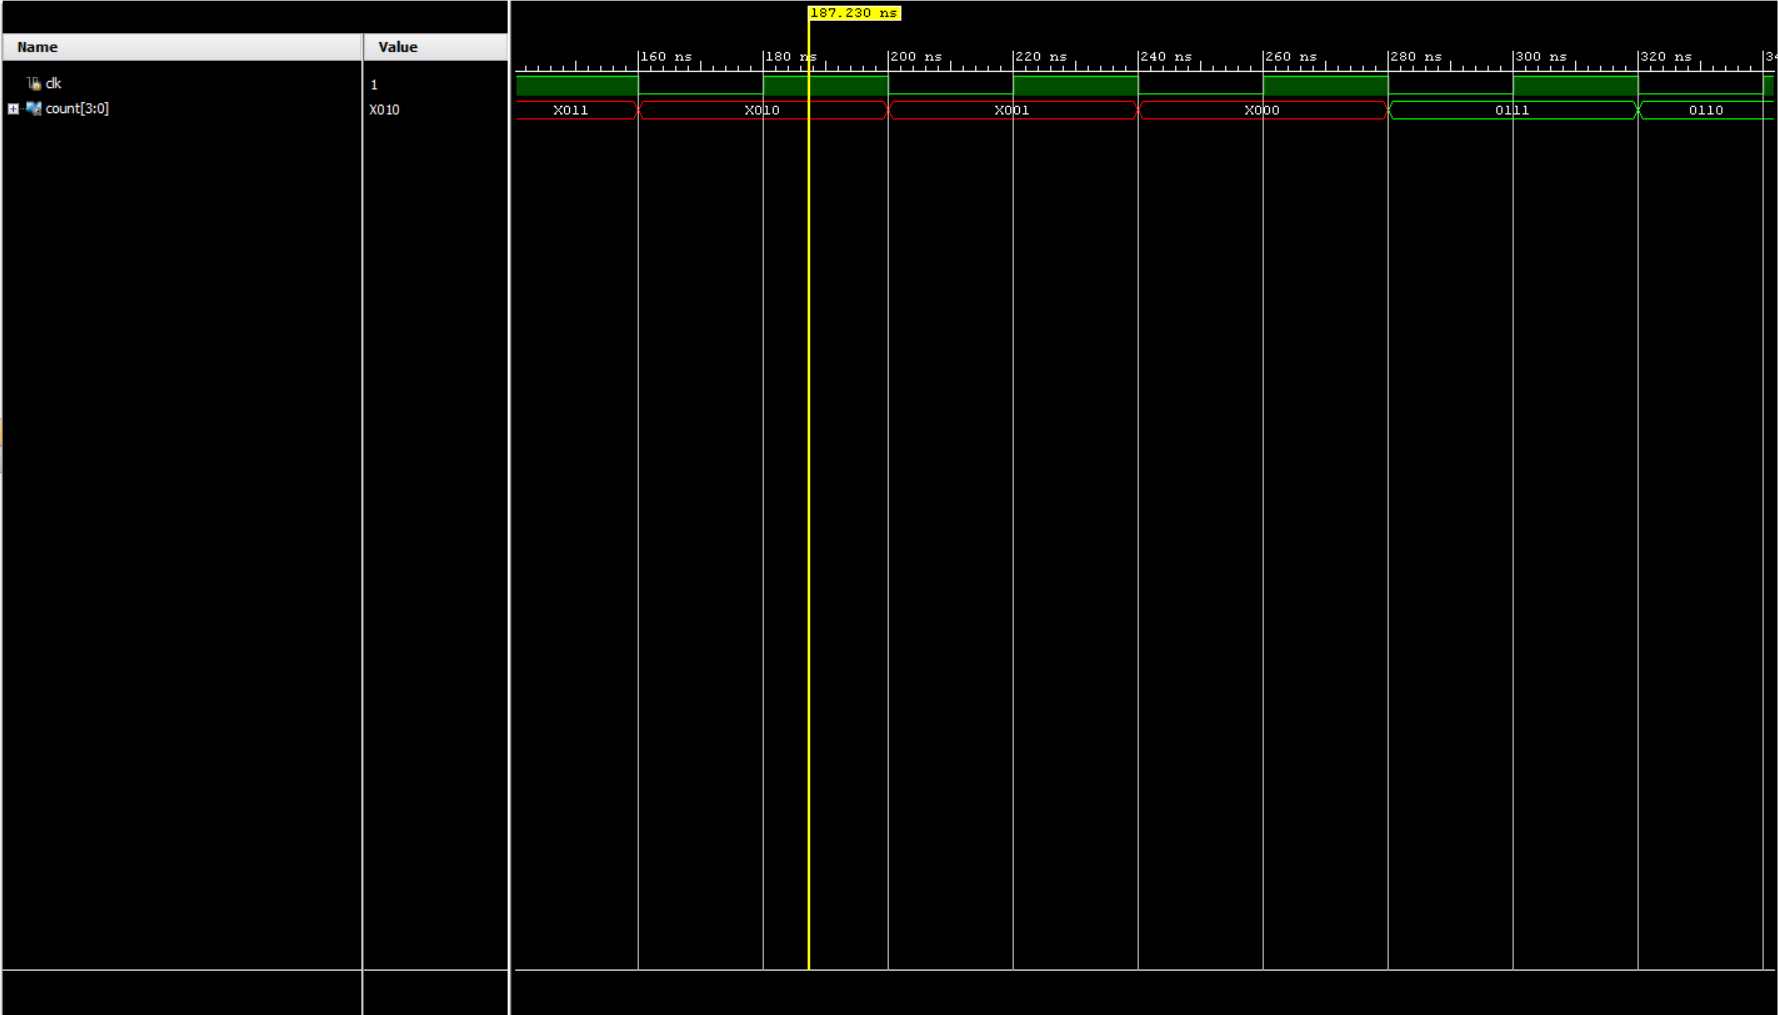 187.230 ns
Name Value
160 ns 180 ns 200 ns 220 ns 240 ns 260 ns 280 ns 300 ns 320 ns 34
clk 1
count[3:0] X010 X011 X010 X001 X000 0111 0110